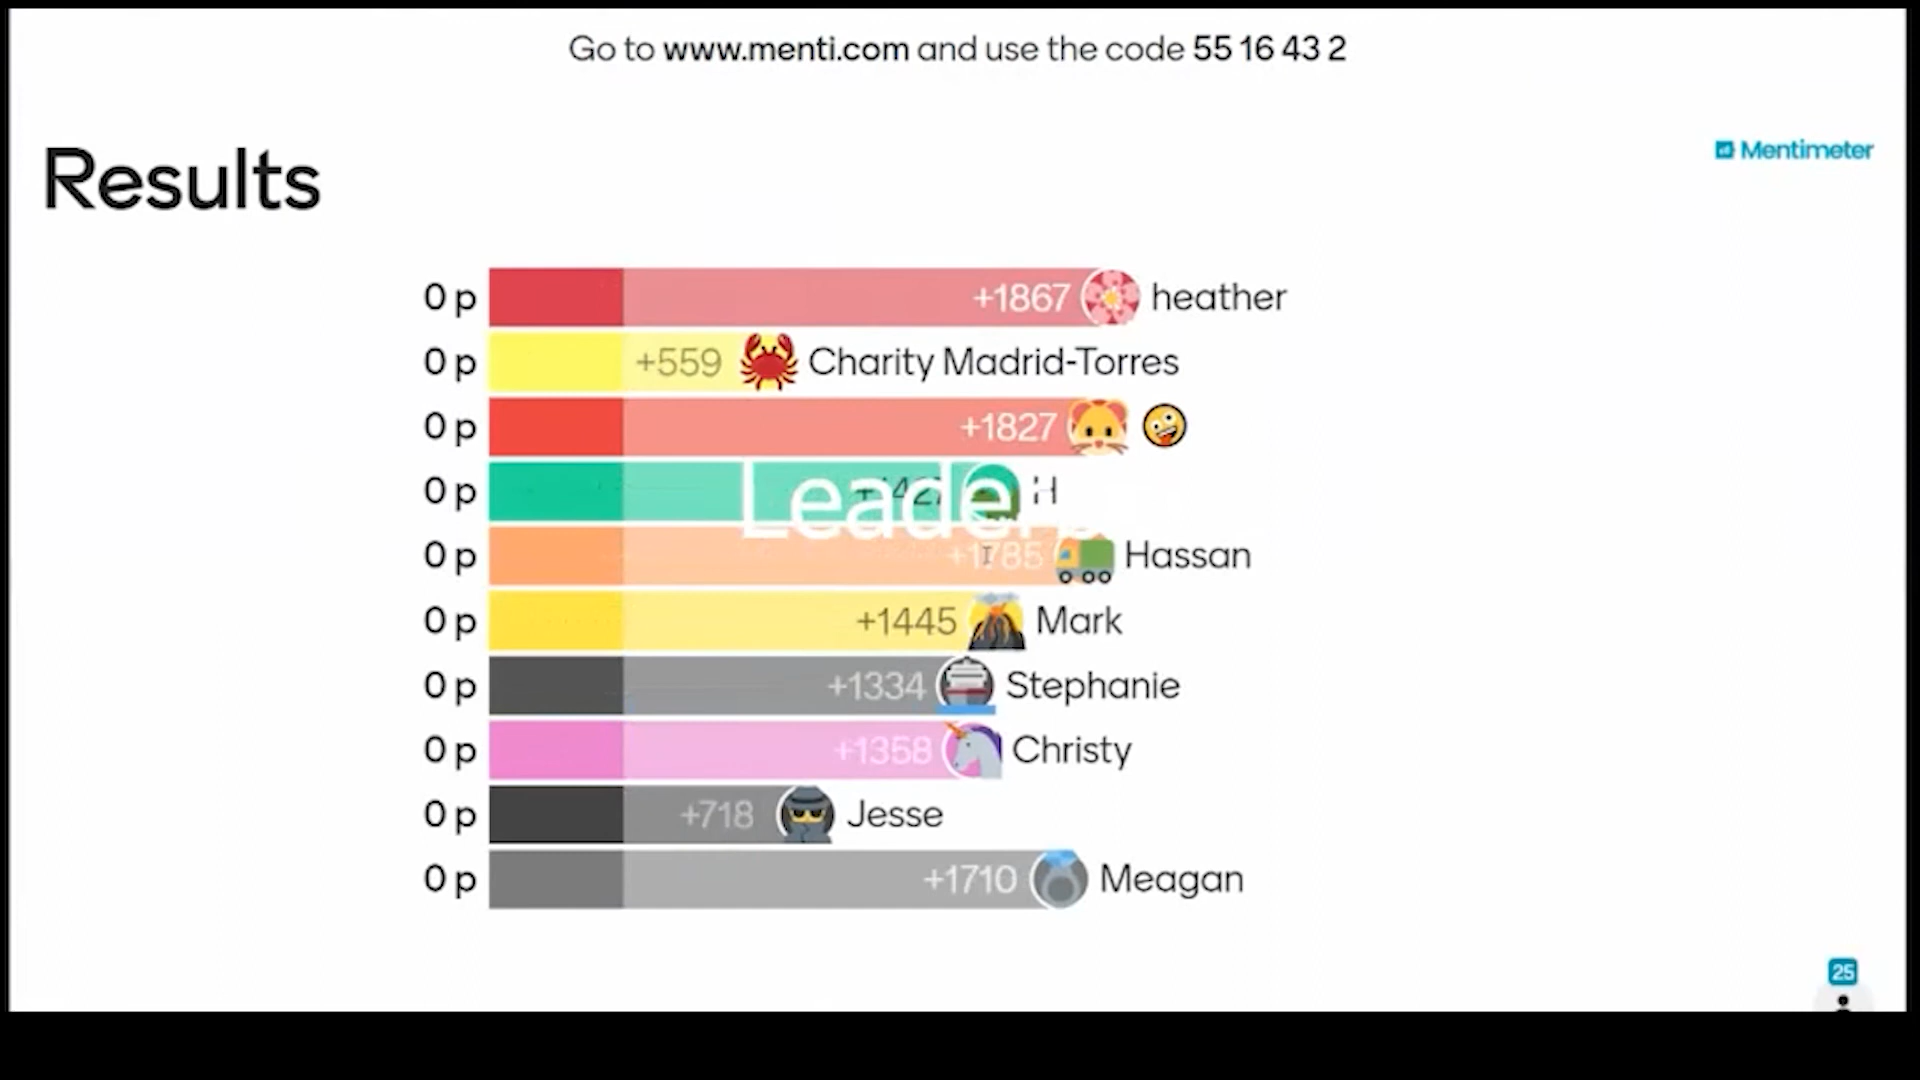 Go to www.menti.com and use the code 55 16 43 2
Mentimeter
Results
0 p +1867 heather
0 p +559 Charity Madrid-Torres
0 p +1827
0 p H
0 p +1785 Hassan
0 p +1445 Mark
0 p +1334 Stephanie
0 p +1358 Christy
0 p +718 Jesse
0 p +1710 Meagan
25